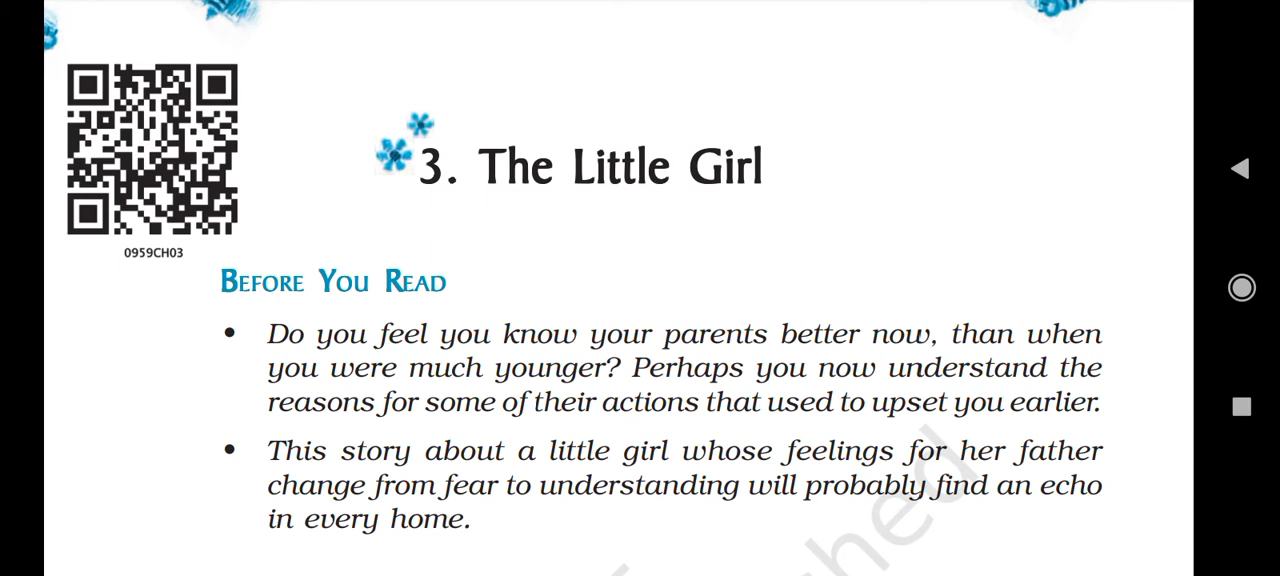 0959CH03
3. The Little Girl
BEFORE YOU READ
• Do you feel you know your parents better now, than when
you were much younger? Perhaps you now understand the
reasons for some of their actions that used to upset you earlier.
• This story about a little girl whose feelings for her father
change from fear to understanding will probably find an echo
in every home.